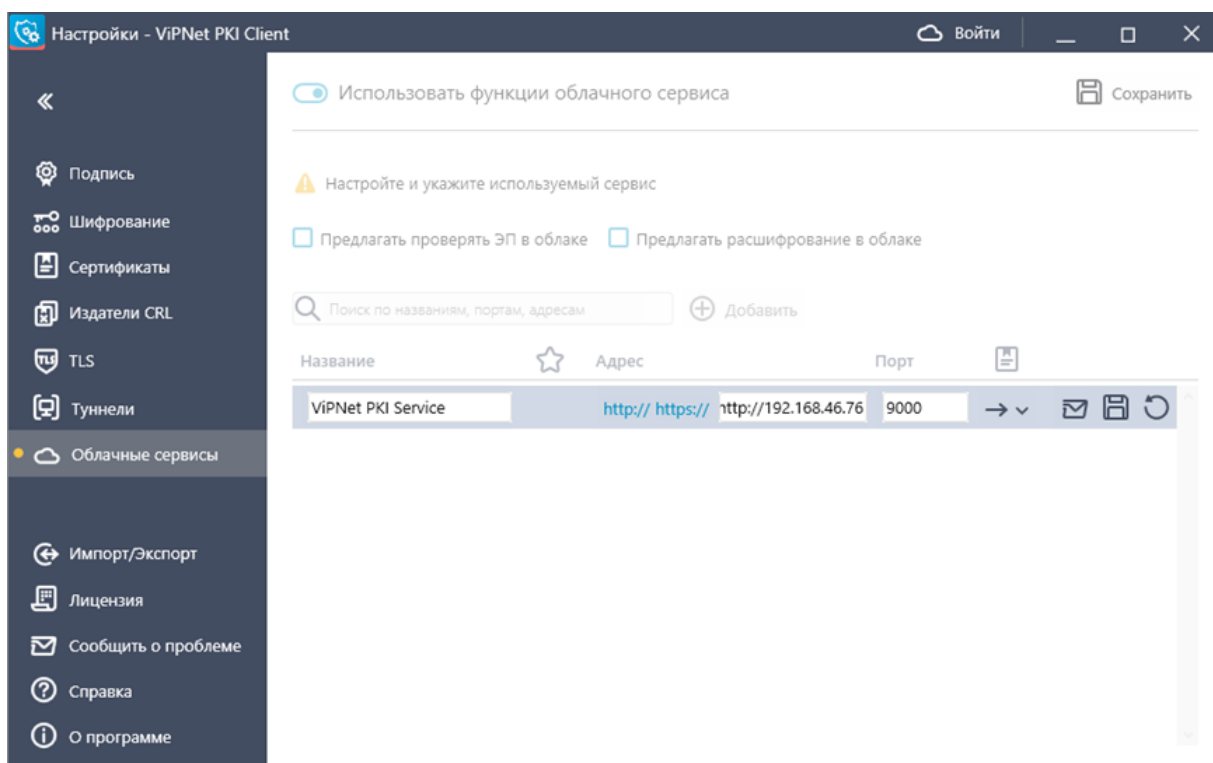 Настройки - ViPNet PKI Client
Войти
Использовать функции облачного сервиса
Сохранить
Подпись
Шифрование
Сертификаты
Издатели CRL
TLS
Туннели
Облачные сервисы
Импорт/Экспорт
Лицензия
Сообщить о проблеме
Справка
О программе
Настройте и укажите используемый сервис
Предлагать проверять ЭП в облаке Предлагать расшифрование в облаке
Поиск по названиям, портам, адресам Добавить
Название Адрес Порт
ViPNet PKI Service http:// https:// http://192.168.46.76 9000